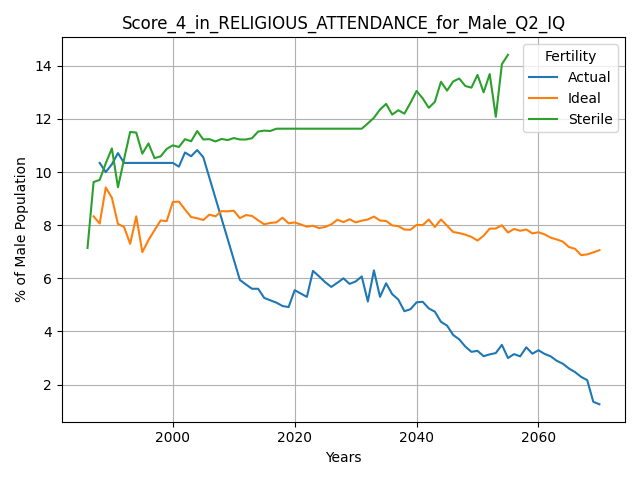 Score_4_in_RELIGIOUS_ATTENDANCE_for_Male_Q2_IQ
Fertility
Actual
Ideal
Sterile
% of Male Population
14
12
10
8
6
4
2
2000
2020
2040
2060
Years